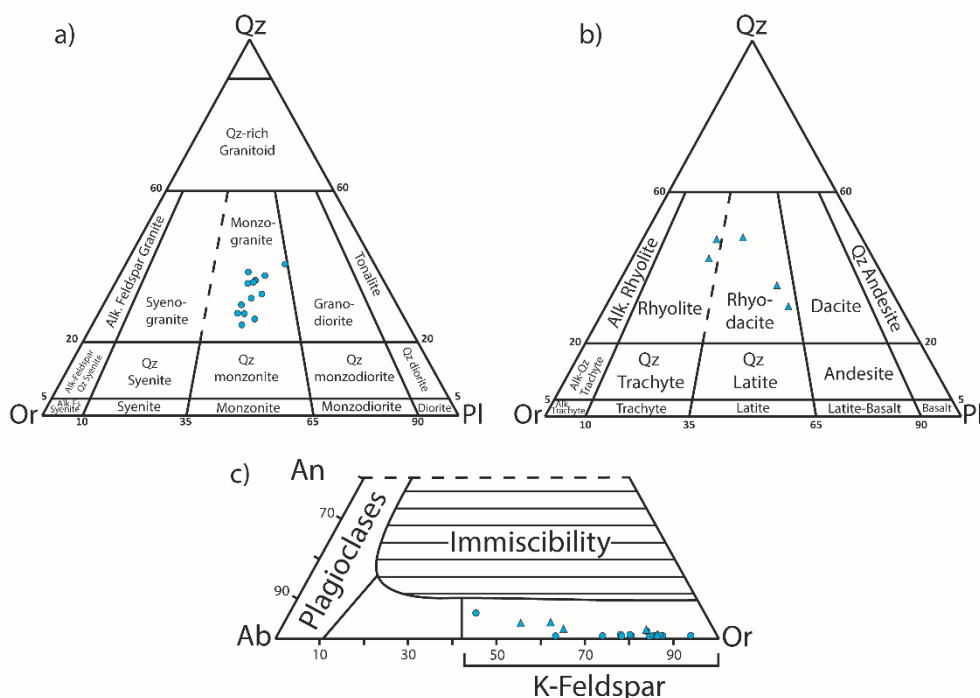 a)
Qz
Qz-rich
Granitoid
60
60
Alk. Feldspar Granite
Monzo-
granite
Tonalite
Syeno-
granite
Grano-
diorite
20
20
Alk-Feldspar
Qz Syenite
Qz
Syenite
Qz
monzonite
Qz
monzodiorite
Qz diorite
5
5
Or
Alk. Fs
Syenite
Syenite
Monzonite
Monzodiorite
Diorite
Pl
10
35
65
90
b)
Qz
60
60
Alk. Rhyolite
Rhyolite
Rhyo-
dacite
Dacite
Qz Andesite
20
20
Alk-Qz
Trachyte
Qz
Trachyte
Qz
Latite
Andesite
5
5
Or
Alk.
Trachyte
Trachyte
Latite
Latite-Basalt
Basalt
Pl
10
35
65
90
c)
An
70
Plagioclases
Immiscibility
90
Ab
Or
10
30
50
70
90
K-Feldspar